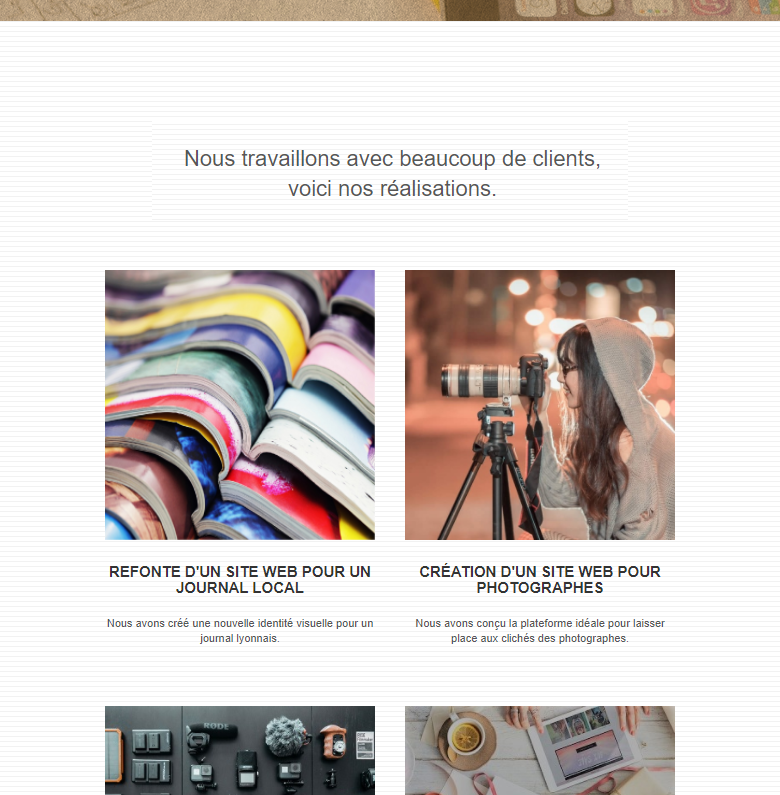 Nous travaillons avec beaucoup de clients,
voici nos réalisations.
REFONTE D'UN SITE WEB POUR UN
JOURNAL LOCAL
CRÉATION D'UN SITE WEB POUR
PHOTOGRAPHES
Nous avons créé une nouvelle identité visuelle pour un
journal lyonnais.
Nous avons conçu la plateforme idéale pour laisser
place aux clichés des photographes.
RODE